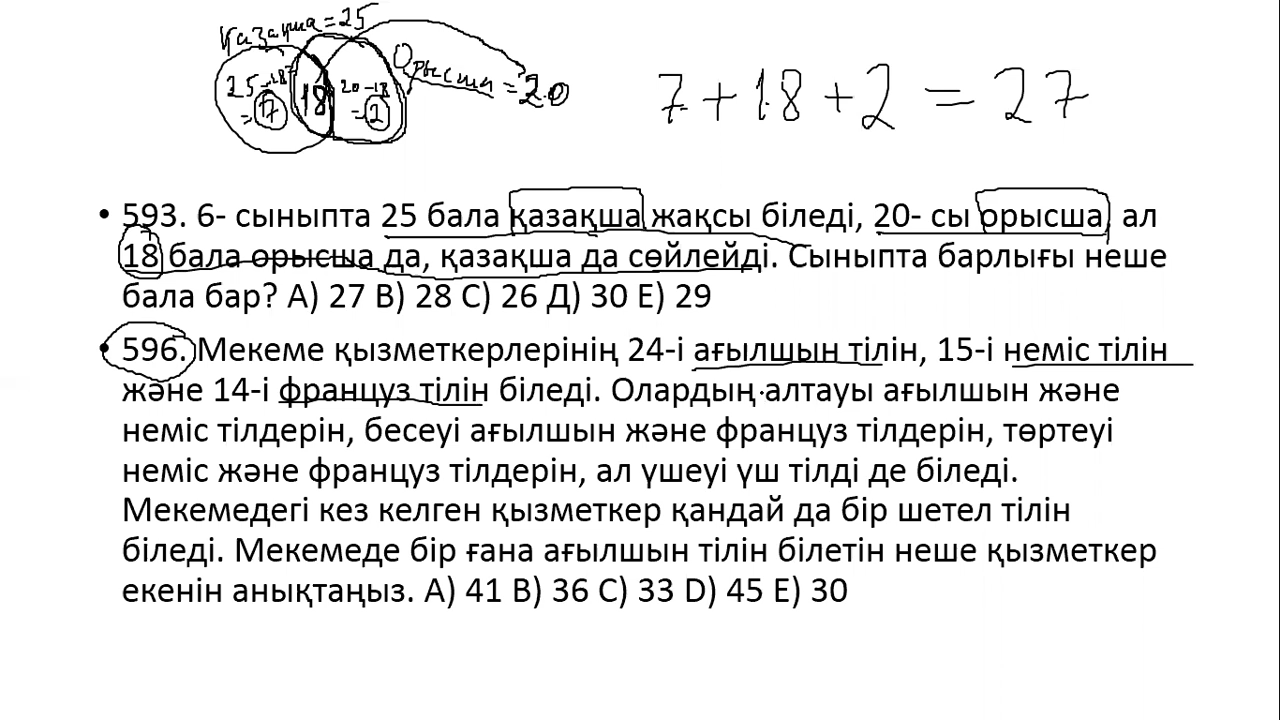 Қазақша = 25
Орысша = 20
25-18 = 7
18
20-18 = 2
7 + 18 + 2 = 27
• 593. 6- сыныпта 25 бала қазақша жақсы біледі, 20- сы орысша, ал
18 бала орысша да, қазақша да сөйлейді. Сыныпта барлығы неше
бала бар? А) 27 В) 28 С) 26 Д) 30 Е) 29
• 596. Мекеме қызметкерлерінің 24-і ағылшын тілін, 15-і неміс тілін
және 14-і француз тілін біледі. Олардың алтауы ағылшын және
неміс тілдерін, бесеуі ағылшын және француз тілдерін, төртеуі
неміс және француз тілдерін, ал үшеуі үш тілді де біледі.
Мекемедегі кез келген қызметкер қандай да бір шетел тілін
біледі. Мекемеде бір ғана ағылшын тілін білетін неше қызметкер
екенін анықтаңыз. А) 41 В) 36 С) 33 D) 45 Е) 30